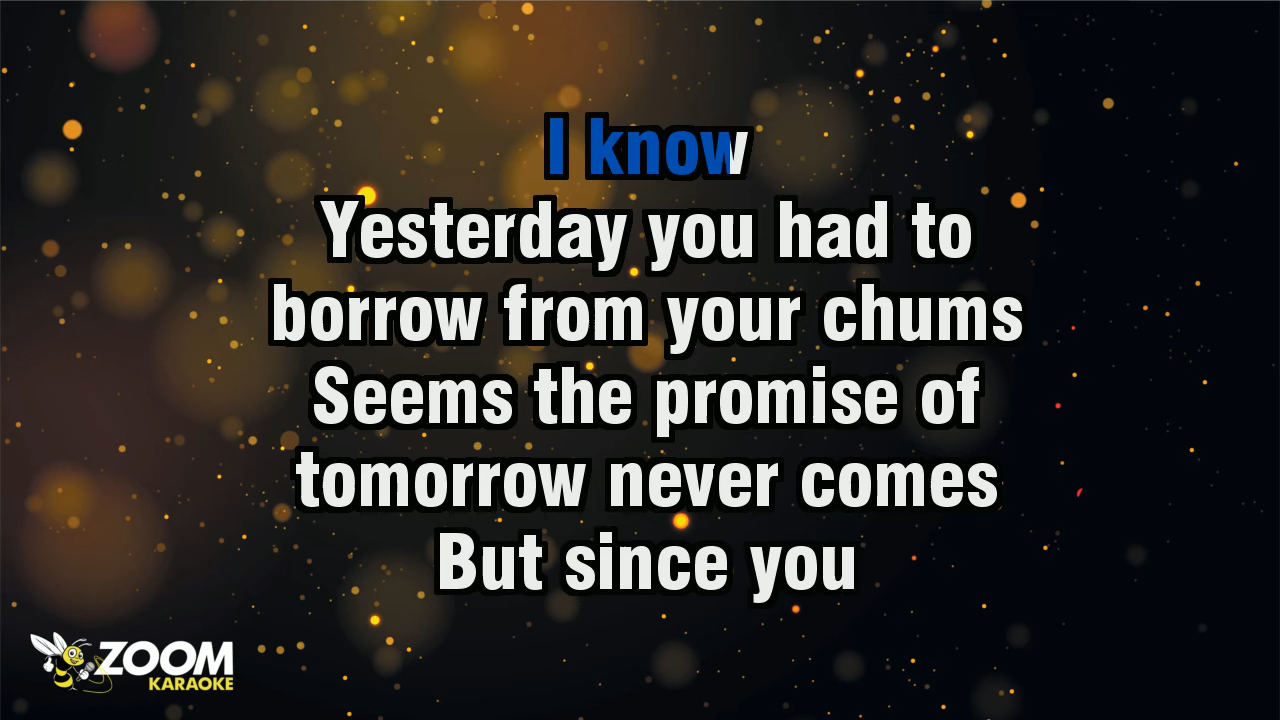 I know
Yesterday you had to
borrow from your chums
Seems the promise of
tomorrow never comes
But since you
ZOOM
KARAOKE